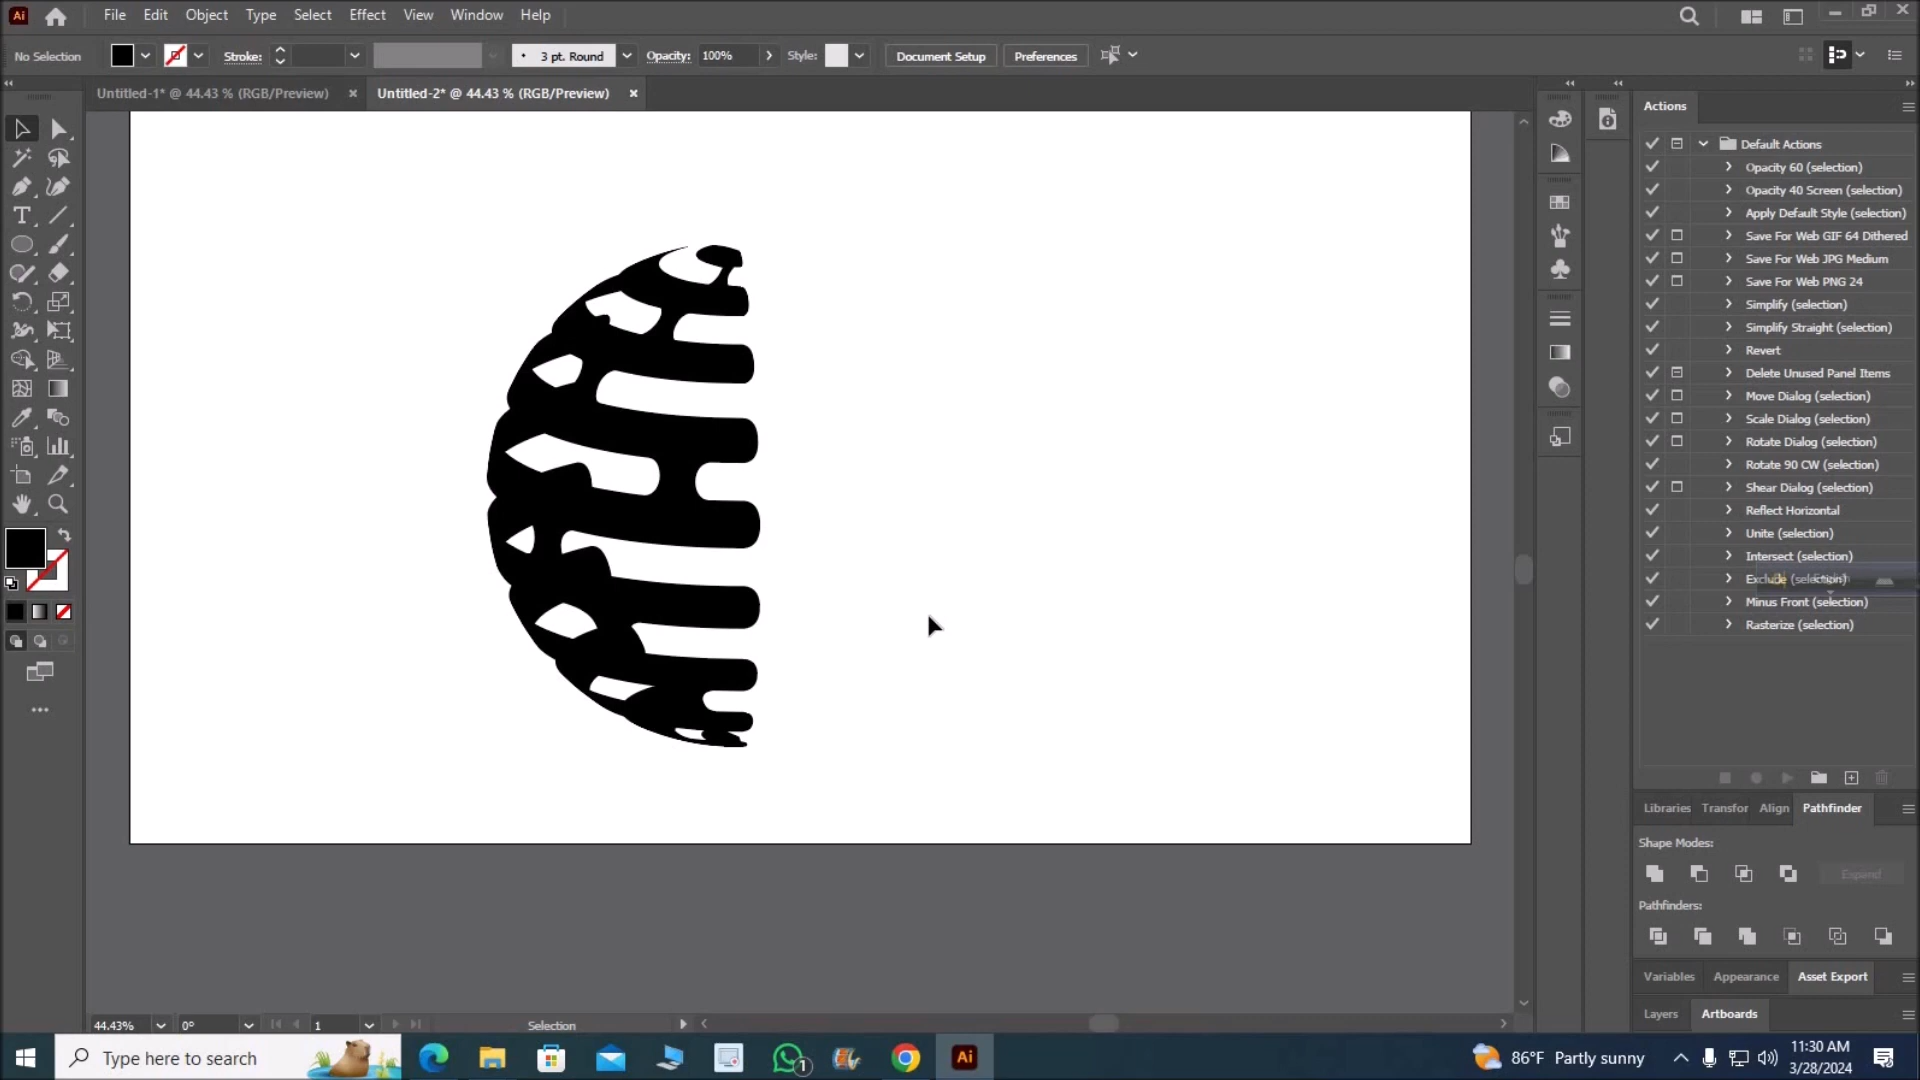 Ai File Edit Object Type Select Effect View Window Help
No Selection Stroke: 3 pt. Round Opacity: 100% Style: Document Setup Preferences
Untitled-1* @ 44.43 % (RGB/Preview) × Untitled-2* @ 44.43 % (RGB/Preview) ×
Actions
Default Actions
Opacity 60 (selection)
Opacity 40 Screen (selection)
Apply Default Style (selection)
Save For Web GIF 64 Dithered
Save For Web JPG Medium
Save For Web PNG 24
Simplify (selection)
Simplify Straight (selection)
Revert
Delete Unused Panel Items
Move Dialog (selection)
Scale Dialog (selection)
Rotate Dialog (selection)
Rotate 90 CW (selection)
Shear Dialog (selection)
Reflect Horizontal
Unite (selection)
Intersect (selection)
Exclude (selection)
Minus Front (selection)
Rasterize (selection)
Libraries Transfor Align Pathfinder
Shape Modes:
Expand
Pathfinders:
Variables Appearance Asset Export
Layers Artboards
44.43% 0° 1 Selection
Type here to search 1 Ai 86°F Partly sunny 11:30 AM
3/28/2024